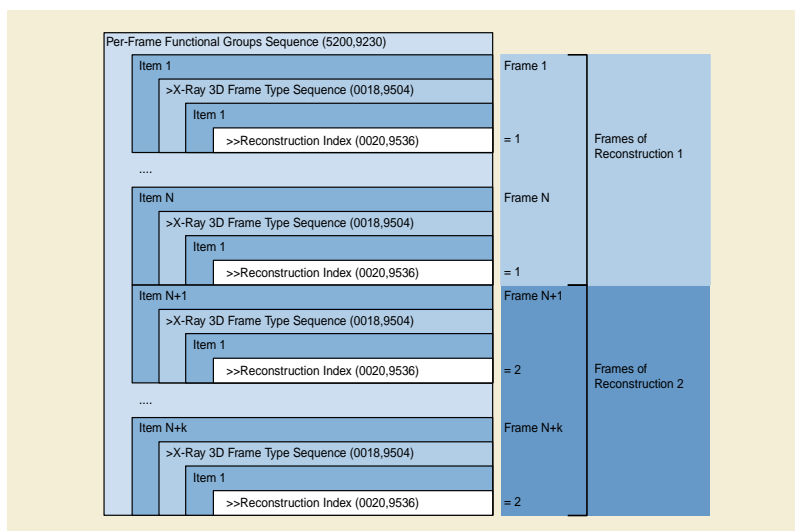 Per-Frame Functional Groups Sequence (5200,9230)
Item 1
Frame 1
>X-Ray 3D Frame Type Sequence (0018,9504)
Item 1
>>Reconstruction Index (0020,9536)
= 1
Frames of
Reconstruction 1
....
Item N
Frame N
>X-Ray 3D Frame Type Sequence (0018,9504)
Item 1
>>Reconstruction Index (0020,9536)
= 1
Item N+1
Frame N+1
>X-Ray 3D Frame Type Sequence (0018,9504)
Item 1
>>Reconstruction Index (0020,9536)
= 2
Frames of
Reconstruction 2
....
Item N+k
Frame N+k
>X-Ray 3D Frame Type Sequence (0018,9504)
Item 1
>>Reconstruction Index (0020,9536)
= 2